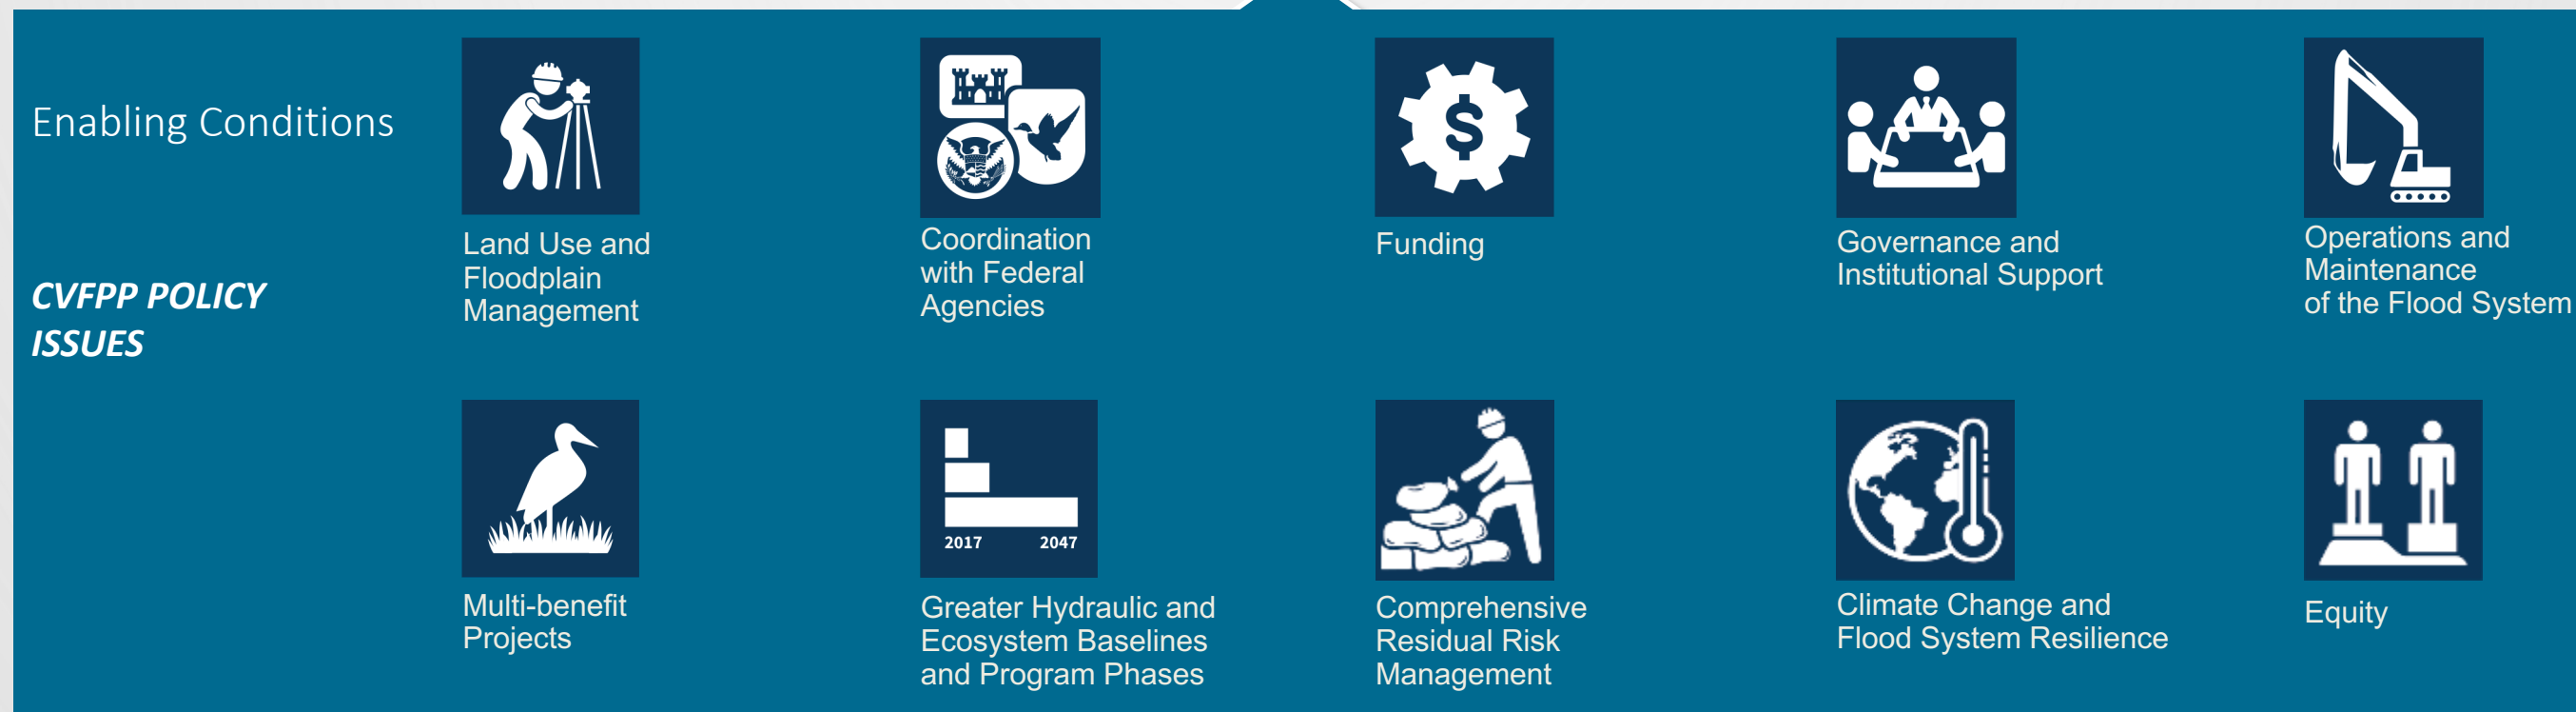 Enabling Conditions
CVFPP POLICY
ISSUES
Land Use and
Floodplain
Management
Coordination
with Federal
Agencies
$
Funding
Governance and
Institutional Support
Operations and
Maintenance
of the Flood System
Multi-benefit
Projects
2017 2047
Greater Hydraulic and
Ecosystem Baselines
and Program Phases
Comprehensive
Residual Risk
Management
Climate Change and
Flood System Resilience
Equity